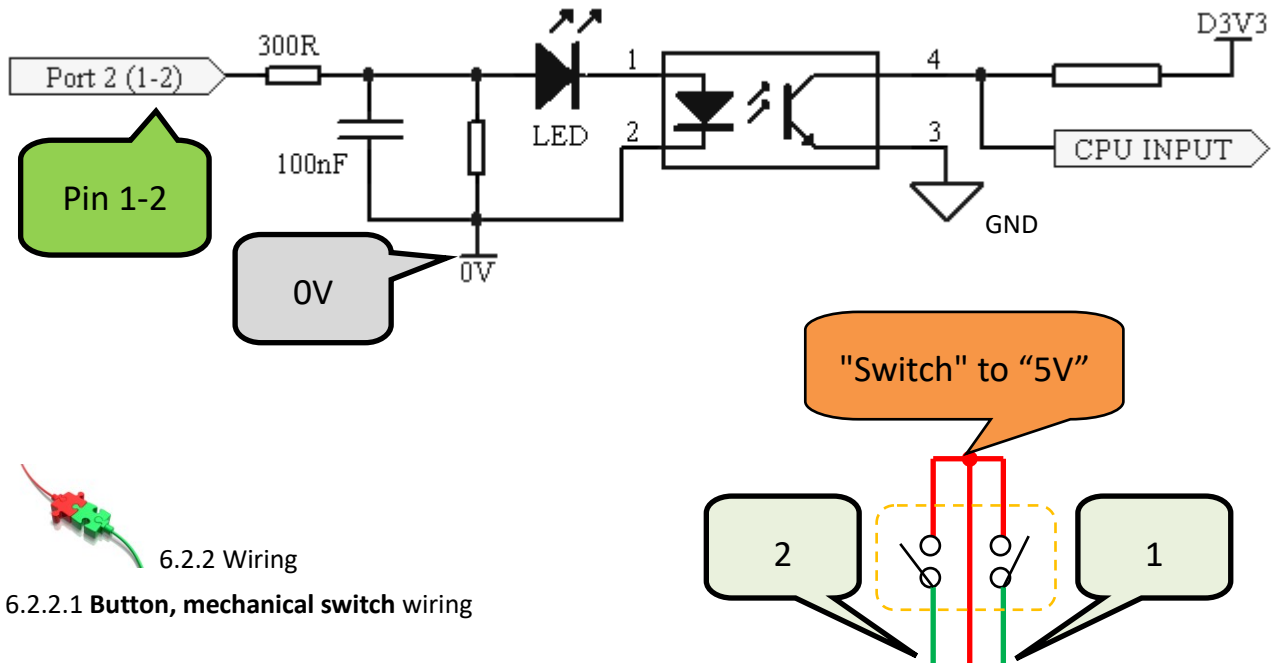 D3V3
300R
Port 2 (1-2)
1
4
LED
2
3
100nF
CPU INPUT
Pin 1-2
GND
0V
0V
"Switch" to “5V”
2
1
6.2.2 Wiring
6.2.2.1 Button, mechanical switch wiring